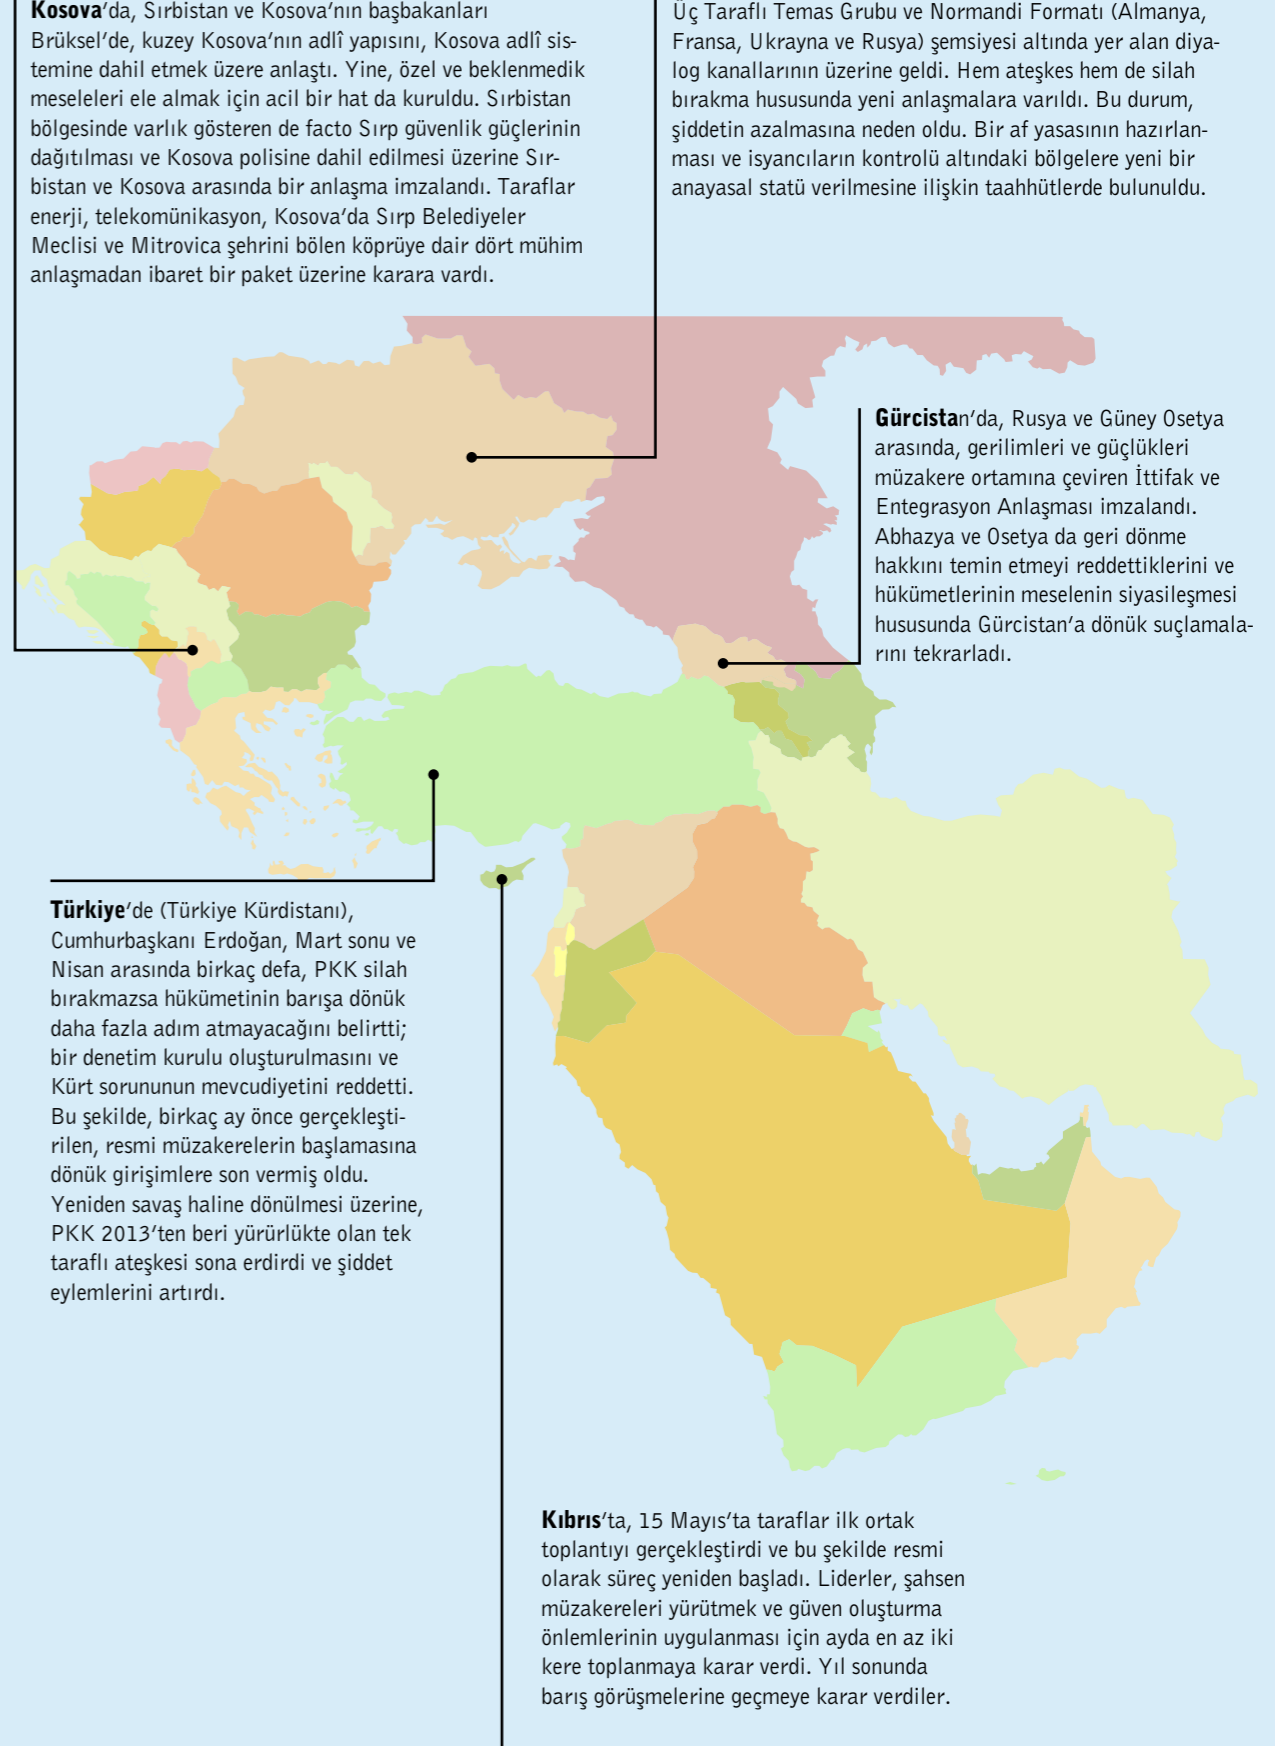 Kosova'da, Sırbistan ve Kosova'nın başbakanları
Brüksel'de, kuzey Kosova'nın adlî yapısını, Kosova adlî sis-
temine dahil etmek üzere anlaştı. Yine, özel ve beklenmedik
meseleleri ele almak için acil bir hat da kuruldu. Sırbistan
bölgesinde varlık gösteren de facto Sırp güvenlik güçlerinin
dağıtılması ve Kosova polisine dahil edilmesi üzerine Sır-
bistan ve Kosova arasında bir anlaşma imzalandı. Taraflar
enerji, telekomünikasyon, Kosova'da Sırp Belediyeler
Meclisi ve Mitrovica şehrini bölen köprüye dair dört mühim
anlaşmadan ibaret bir paket üzerine karara vardı.
Üç Taraflı Temas Grubu ve Normandi Formatı (Almanya,
Fransa, Ukrayna ve Rusya) şemsiyesi altında yer alan diya-
log kanallarının üzerine geldi. Hem ateşkes hem de silah
bırakma hususunda yeni anlaşmalara varıldı. Bu durum,
şiddetin azalmasına neden oldu. Bir af yasasının hazırlan-
ması ve isyancıların kontrolü altındaki bölgelere yeni bir
anayasal statü verilmesine ilişkin taahhütlerde bulunuldu.
Gürcistan'da, Rusya ve Güney Osetya
arasında, gerilimleri ve güçlükleri
müzakere ortamına çeviren İttifak ve
Entegrasyon Anlaşması imzalandı.
Abhazya ve Osetya da geri dönme
hakkını temin etmeyi reddettiklerini ve
hükümetlerinin meselenin siyasileşmesi
hususunda Gürcistan'a dönük suçlamala-
rını tekrarladı.
Türkiye'de (Türkiye Kürdistanı),
Cumhurbaşkanı Erdoğan, Mart sonu ve
Nisan arasında birkaç defa, PKK silah
bırakmazsa hükümetinin barışa dönük
daha fazla adım atmayacağını belirtti;
bir denetim kurulu oluşturulmasını ve
Kürt sorununun mevcudiyetini reddetti.
Bu şekilde, birkaç ay önce gerçekleşti-
rilen, resmi müzakerelerin başlamasına
dönük girişimlere son vermiş oldu.
Yeniden savaş haline dönülmesi üzerine,
PKK 2013'ten beri yürürlükte olan tek
taraflı ateşkesi sona erdirdi ve şiddet
eylemlerini artırdı.
Kıbrıs'ta, 15 Mayıs'ta taraflar ilk ortak
toplantıyı gerçekleştirdi ve bu şekilde resmi
olarak süreç yeniden başladı. Liderler, şahsen
müzakereleri yürütmek ve güven oluşturma
önlemlerinin uygulanması için ayda en az iki
kere toplanmaya karar verdi. Yıl sonunda
barış görüşmelerine geçmeye karar verdiler.